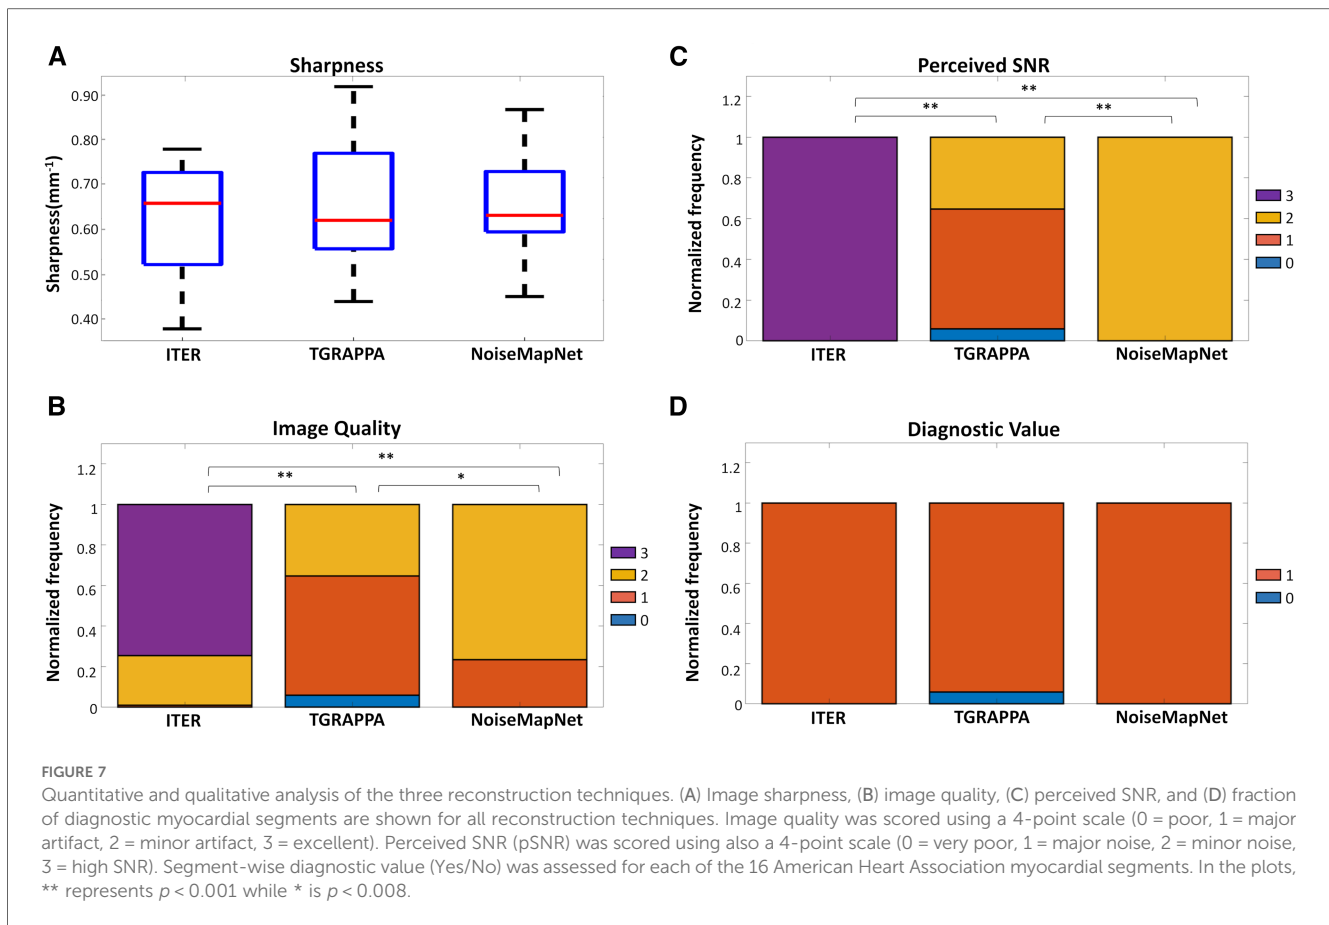 A
Sharpness
Sharpness(mm-1)
0.90
0.80
0.70
0.60
0.50
0.40
ITER
TGRAPPA
NoiseMapNet
C
Perceived SNR
Normalized frequency
1.2
1
0.8
0.6
0.4
0.2
0
**
**
**
ITER
TGRAPPA
NoiseMapNet
3
2
1
0
B
Image Quality
Normalized frequency
1.2
1
0.8
0.6
0.4
0.2
0
**
**
*
ITER
TGRAPPA
NoiseMapNet
3
2
1
0
D
Diagnostic Value
Normalized frequency
1.2
1
0.8
0.6
0.4
0.2
0
ITER
TGRAPPA
NoiseMapNet
1
0
FIGURE 7
Quantitative and qualitative analysis of the three reconstruction techniques. (A) Image sharpness, (B) image quality, (C) perceived SNR, and (D) fraction
of diagnostic myocardial segments are shown for all reconstruction techniques. Image quality was scored using a 4-point scale (0 = poor, 1 = major
artifact, 2 = minor artifact, 3 = excellent). Perceived SNR (pSNR) was scored using also a 4-point scale (0 = very poor, 1 = major noise, 2 = minor noise,
3 = high SNR). Segment-wise diagnostic value (Yes/No) was assessed for each of the 16 American Heart Association myocardial segments. In the plots,
** represents p < 0.001 while * is p < 0.008.